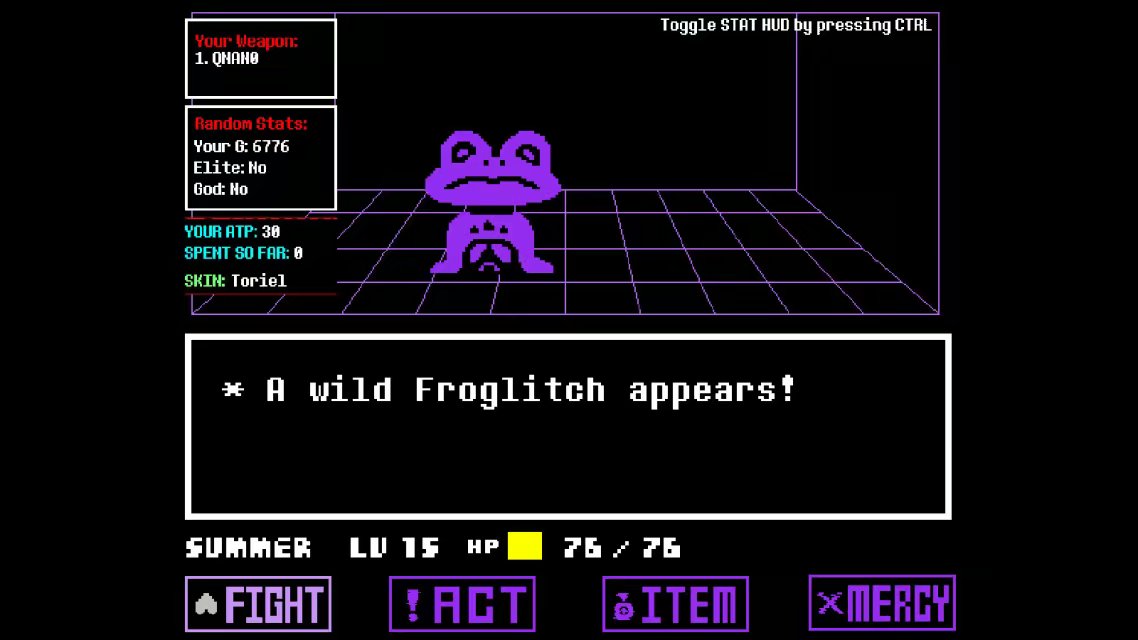 Your Weapon:
1. QNAN0
Random Stats:
Your G: 6776
Elite: No
God: No
YOUR ATP: 30
SPENT SO FAR: 0
SKIN: Toriel
Toggle STAT HUD by pressing CTRL
* A wild Froglitch appears!
SUMMER LV 15 HP 76 / 76
FIGHT ACT ITEM MERCY